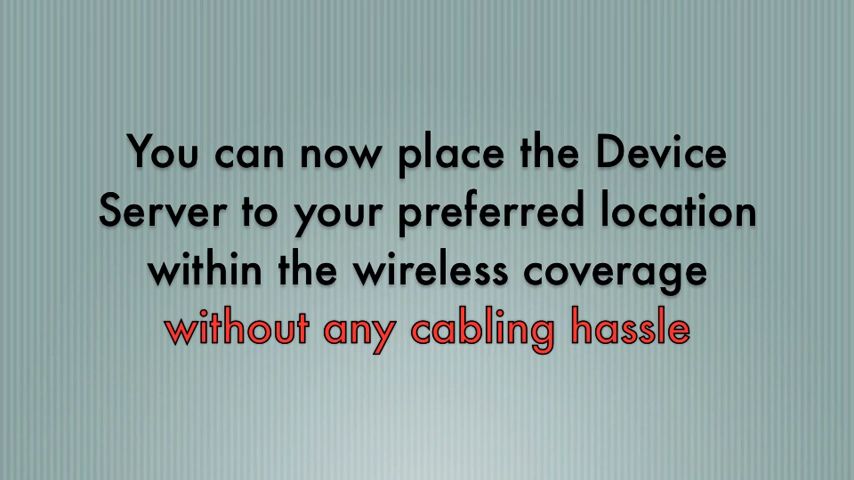 You can now place the Device
Server to your preferred location
within the wireless coverage
without any cabling hassle